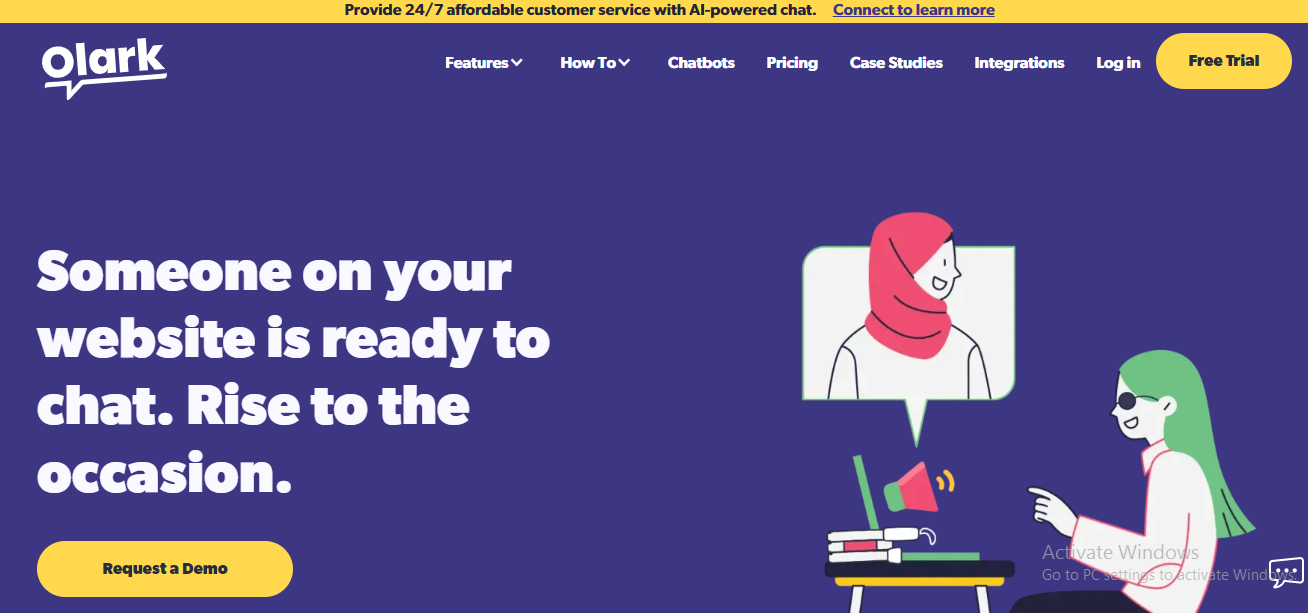 Provide 24/7 affordable customer service with AI-powered chat. Connect to learn more
Olark
Features How To Chatbots Pricing Case Studies Integrations Log in Free Trial
Someone on your
website is ready to
chat. Rise to the
occasion.
Request a Demo
Activate Windows
Go to PC settings to activate Windows.